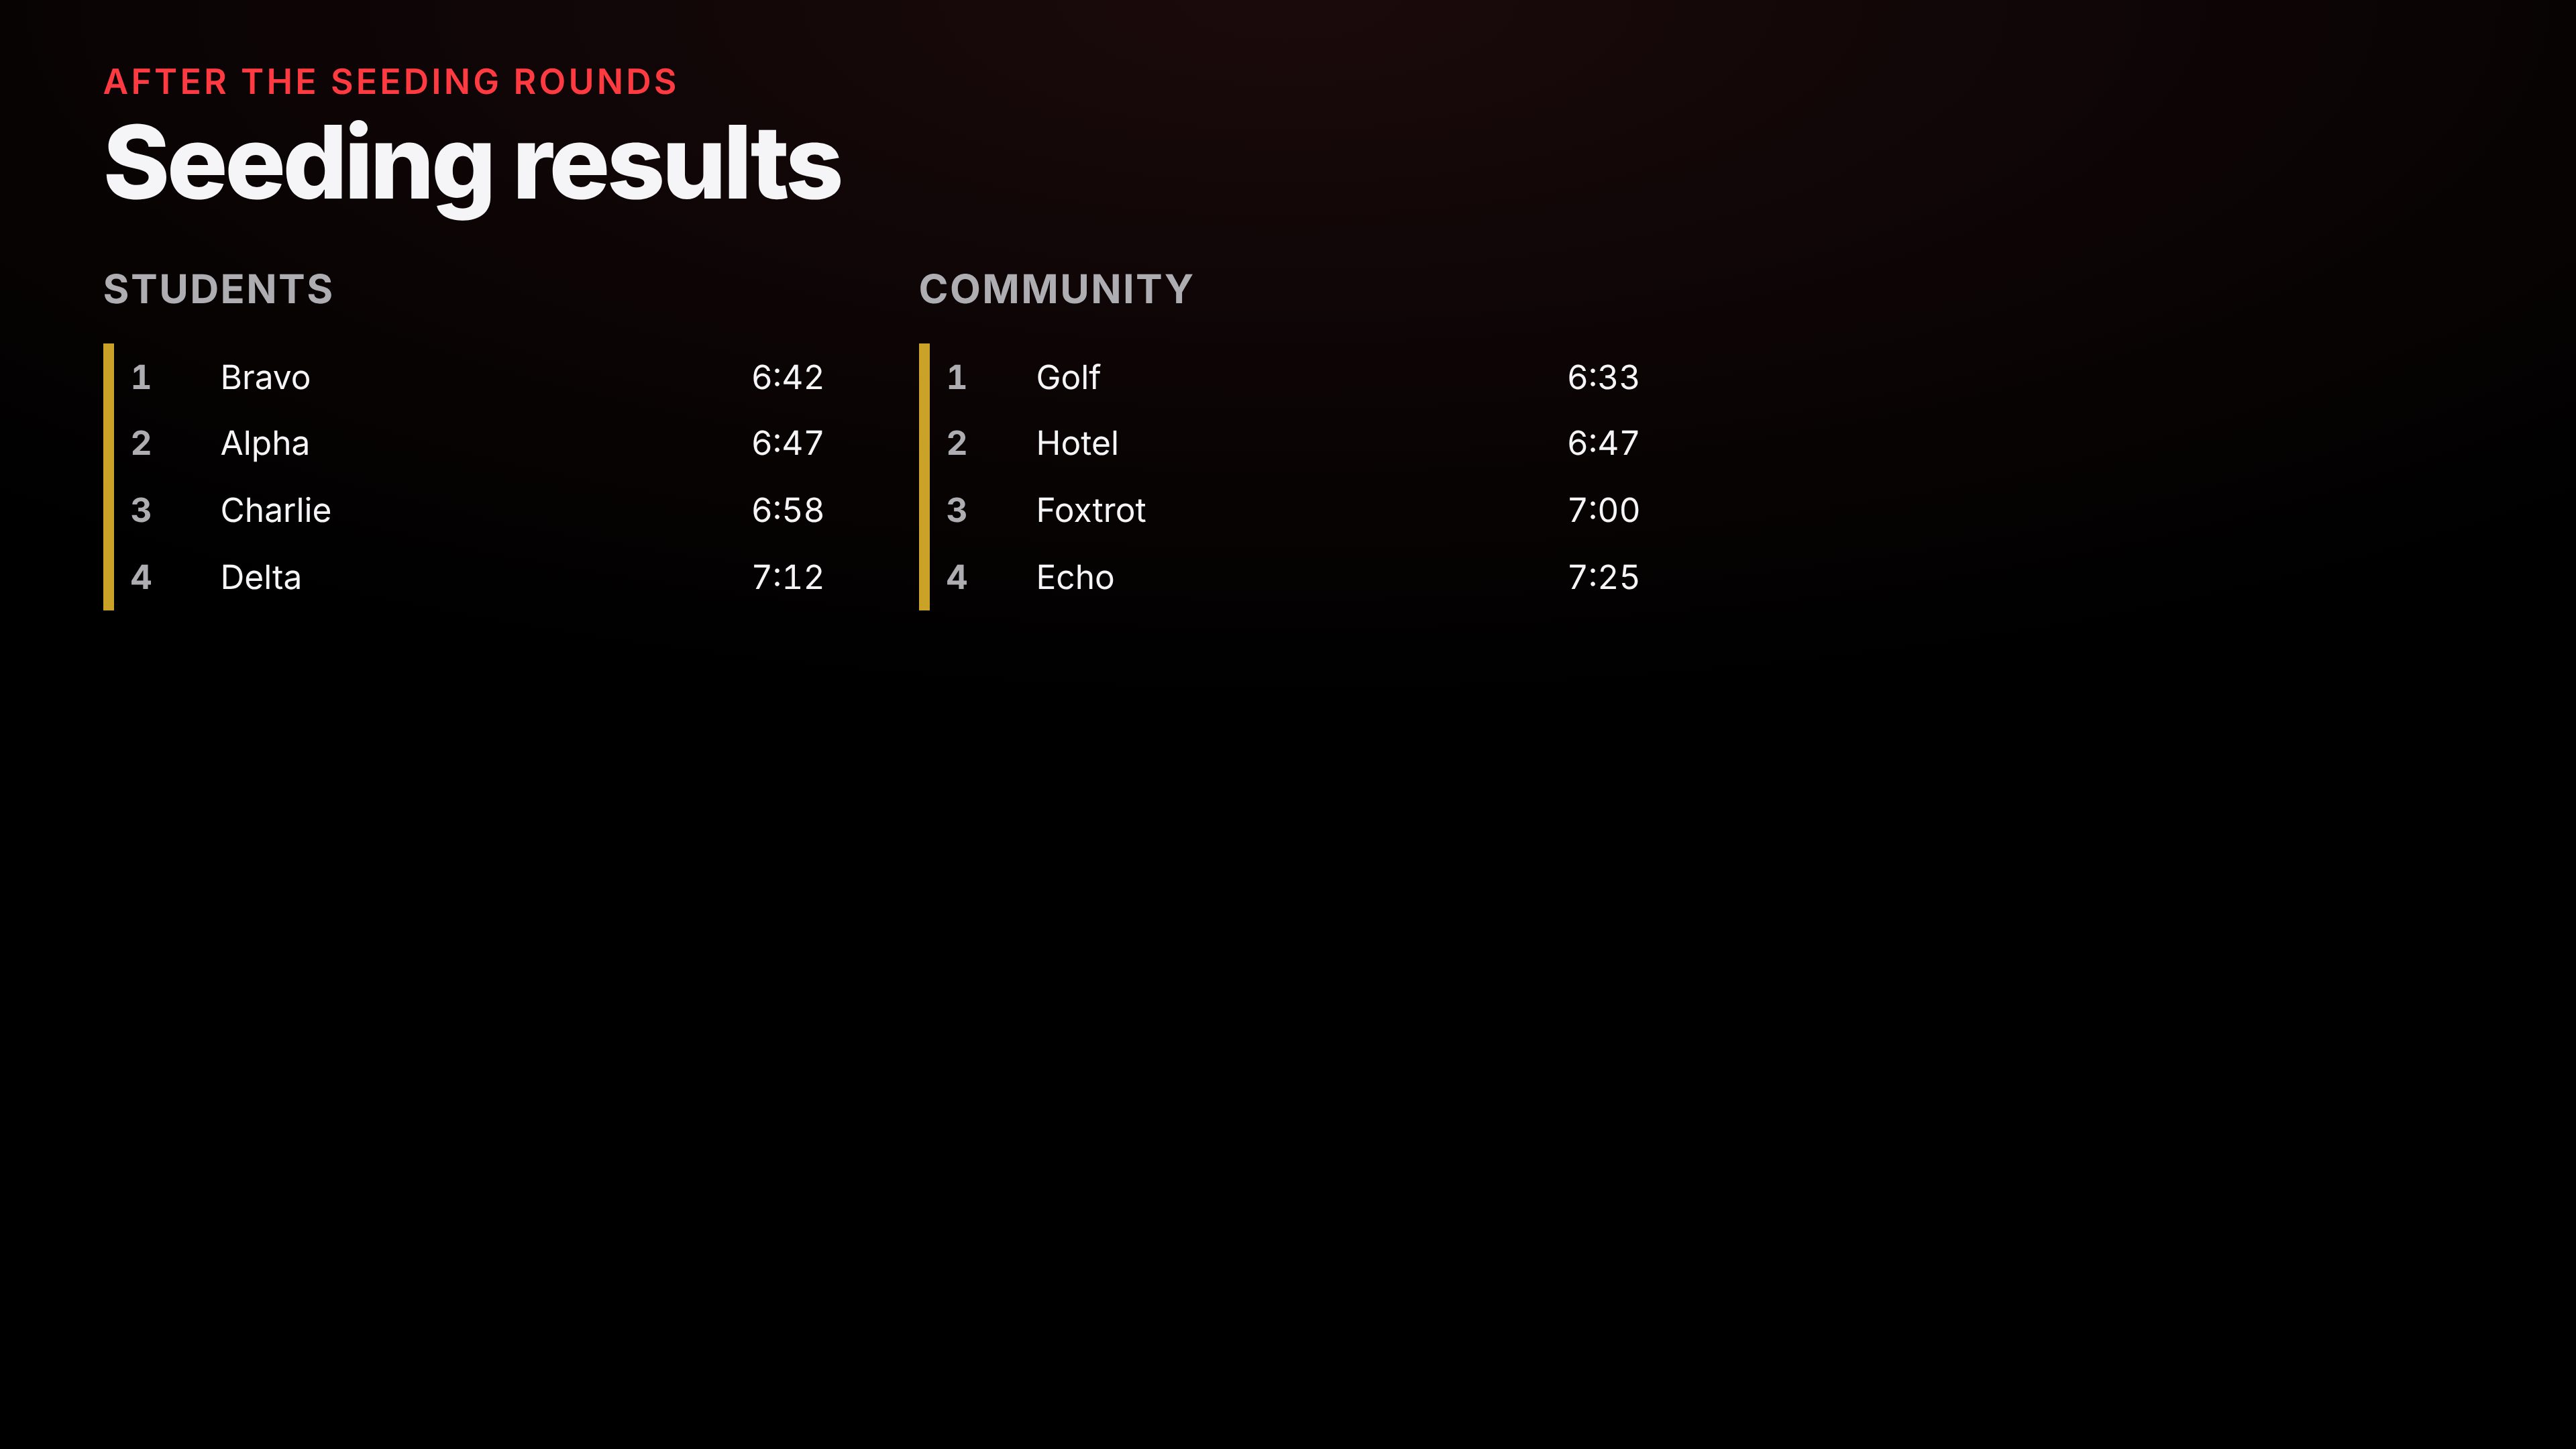 AFTER THE SEEDING ROUNDS
Seeding results
STUDENTS
1 Bravo 6:42
2 Alpha 6:47
3 Charlie 6:58
4 Delta 7:12
COMMUNITY
1 Golf 6:33
2 Hotel 6:47
3 Foxtrot 7:00
4 Echo 7:25